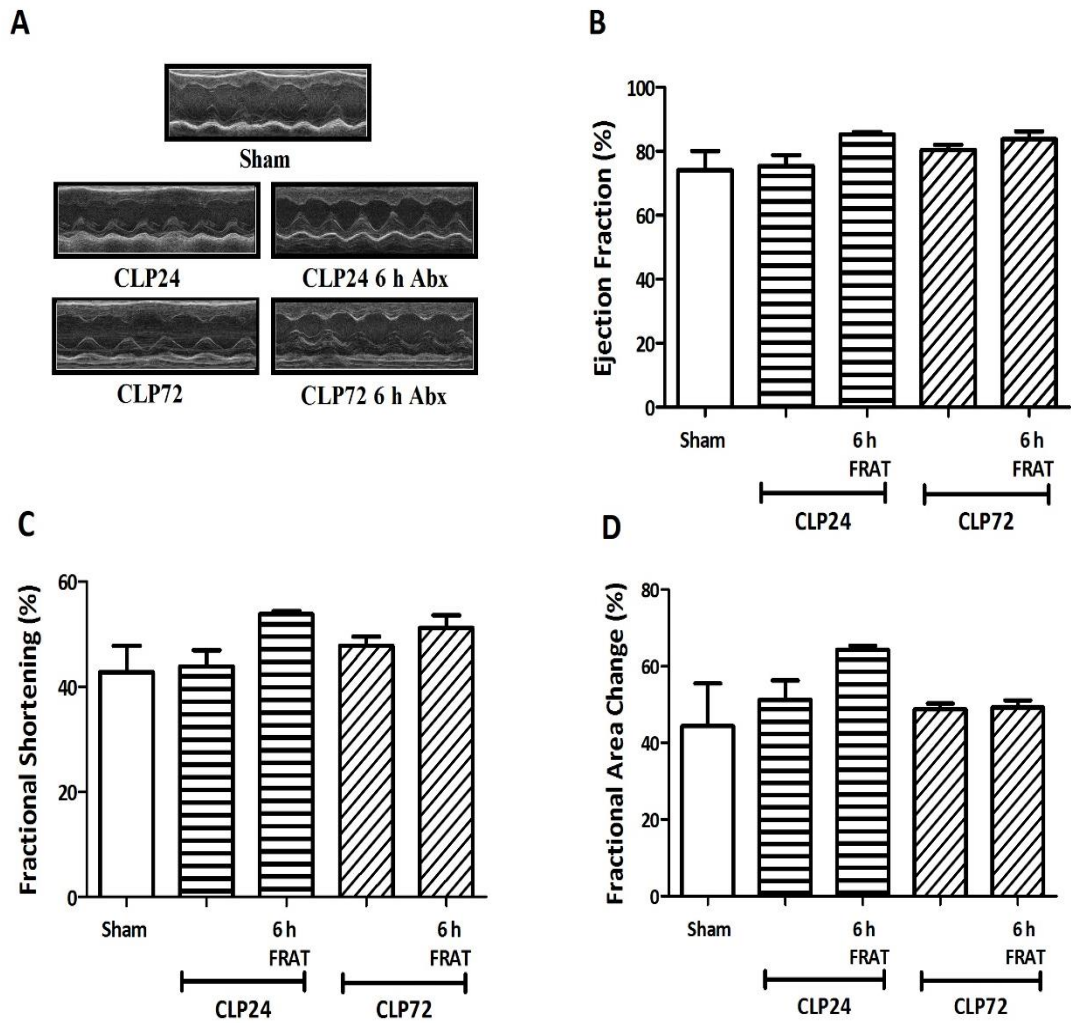 A
Sham
CLP24
CLP24 6 h Abx
CLP72
CLP72 6 h Abx
B
Ejection Fraction (%)
100
80
60
40
20
0
Sham
6 h
FRAT
6 h
FRAT
CLP24
CLP72
C
Fractional Shortening (%)
60
40
20
0
Sham
6 h
FRAT
6 h
FRAT
CLP24
CLP72
D
Fractional Area Change (%)
80
60
40
20
0
Sham
6 h
FRAT
6 h
FRAT
CLP24
CLP72